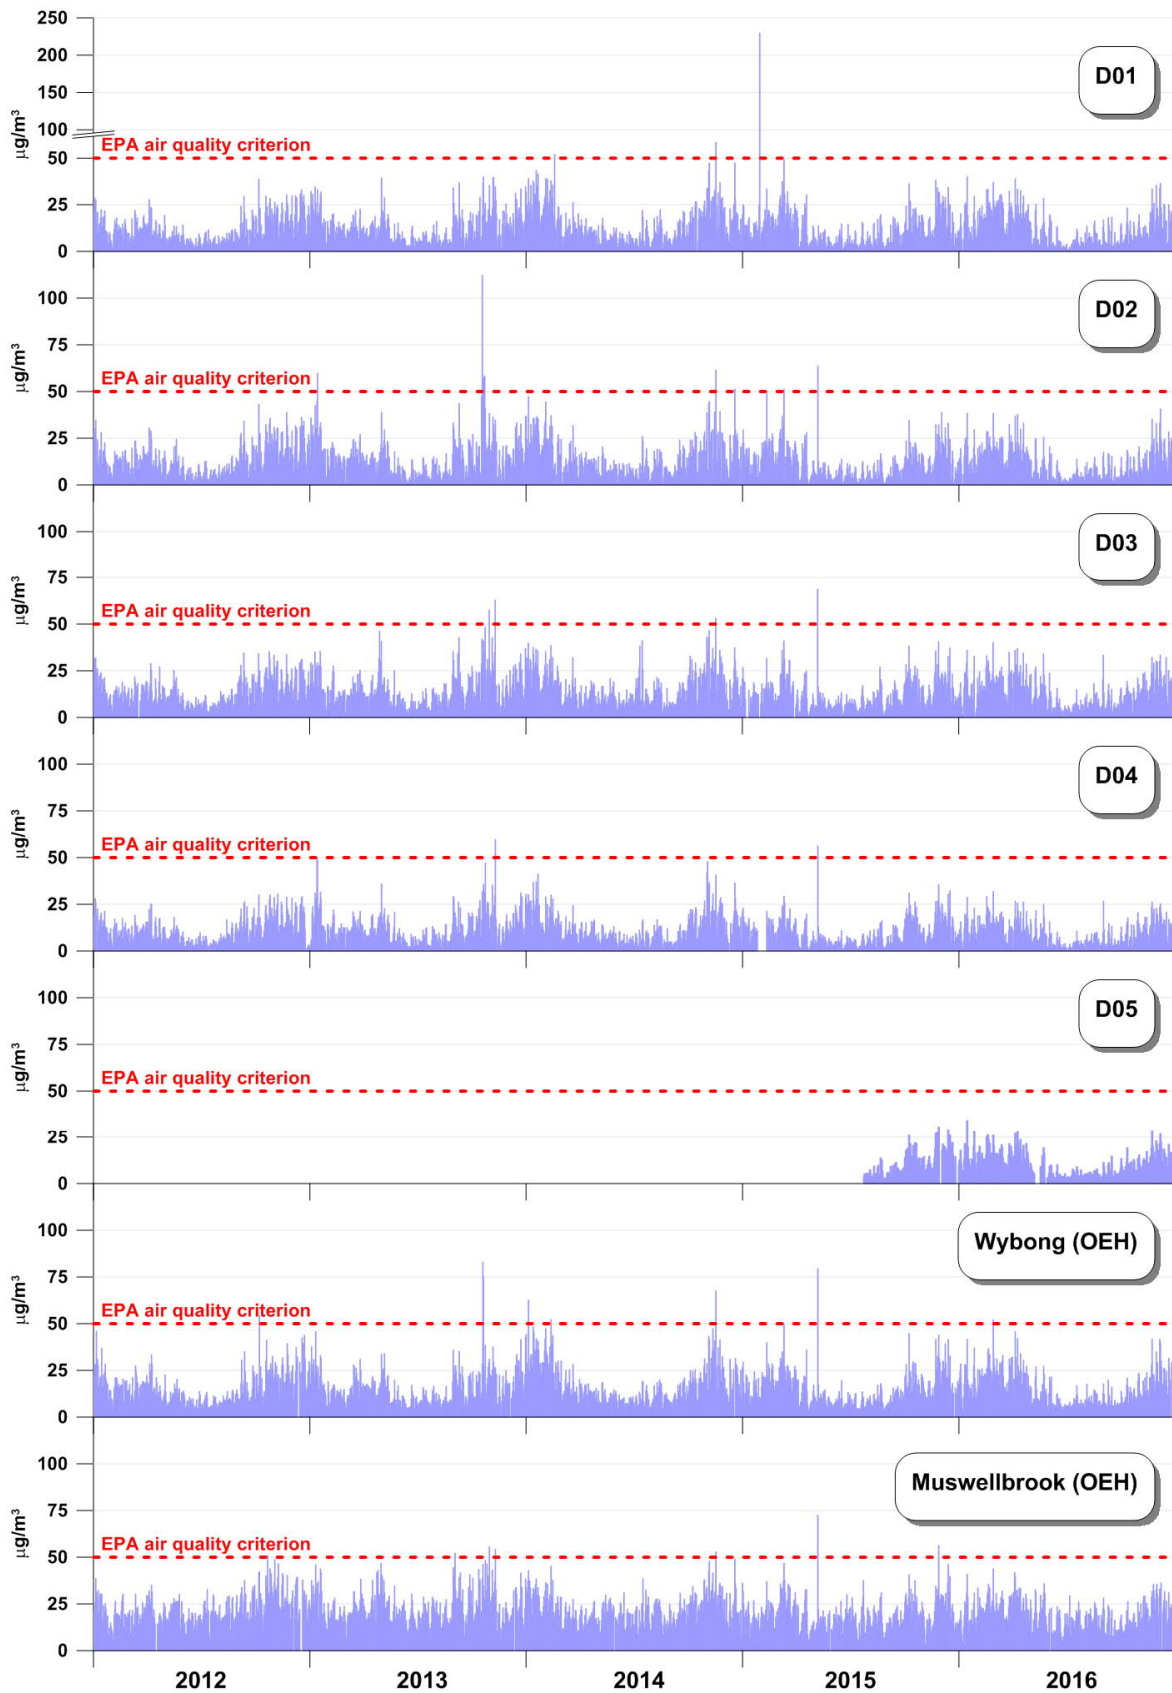 250
200
150
100
50
25
0
µg/m³
EPA air quality criterion
D01
100
75
50
25
0
µg/m³
EPA air quality criterion
D02
100
75
50
25
0
µg/m³
EPA air quality criterion
D03
100
75
50
25
0
µg/m³
EPA air quality criterion
D04
100
75
50
25
0
µg/m³
EPA air quality criterion
D05
100
75
50
25
0
µg/m³
EPA air quality criterion
Wybong (OEH)
100
75
50
25
0
µg/m³
EPA air quality criterion
Muswellbrook (OEH)
2012 2013 2014 2015 2016